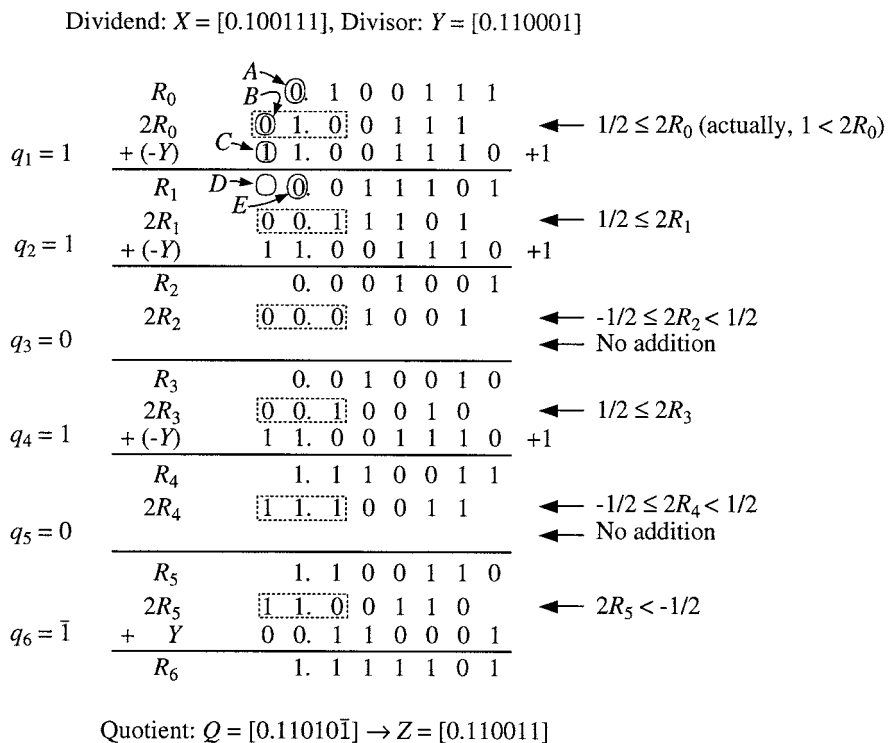 Dividend: X = [0.100111], Divisor: Y = [0.110001]
A
R₀ 0. 1 0 0 1 1 1
B
2R₀ 0 1. 0 0 1 1 1 ← 1/2 ≤ 2R₀ (actually, 1 < 2R₀)
q₁ = 1 + (-Y) C 1 1. 0 0 1 1 1 0 +1
R₁ D 0. 0 1 1 1 0 1
E
2R₁ 0 0. 1 1 1 0 1 ← 1/2 ≤ 2R₁
q₂ = 1 + (-Y) 1 1. 0 0 1 1 1 0 +1
R₂ 0. 0 0 1 0 0 1
2R₂ 0 0. 0 1 0 0 1 ← -1/2 ≤ 2R₂ < 1/2
q₃ = 0 ← No addition
R₃ 0. 0 1 0 0 1 0
2R₃ 0 0. 1 0 0 1 0 ← 1/2 ≤ 2R₃
q₄ = 1 + (-Y) 1 1. 0 0 1 1 1 0 +1
R₄ 1. 1 1 0 0 1 1
2R₄ 1 1. 1 0 0 1 1 ← -1/2 ≤ 2R₄ < 1/2
q₅ = 0 ← No addition
R₅ 1. 1 0 0 1 1 0
2R₅ 1 1. 0 0 1 1 0 ← 2R₅ < -1/2
q₆ = 1̄ + Y 0 0. 1 1 0 0 0 1
R₆ 1. 1 1 1 1 0 1
Quotient: Q = [0.110101̄] → Z = [0.110011]